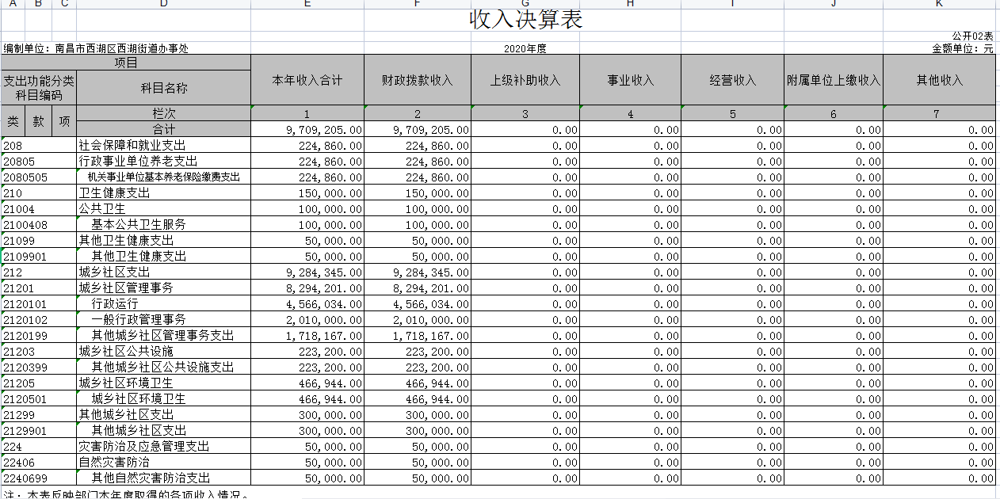 A B C D E F G H I J K
收入决算表
公开02表
编制单位：南昌市西湖区西湖街道办事处 2020年度 金额单位：元
项目 本年收入合计 财政拨款收入 上级补助收入 事业收入 经营收入 附属单位上缴收入 其他收入
支出功能分类科目编码 科目名称
类 款 项 栏次 1 2 3 4 5 6 7
合计 9,709,205.00 9,709,205.00 0.00 0.00 0.00 0.00 0.00
208 社会保障和就业支出 224,860.00 224,860.00 0.00 0.00 0.00 0.00 0.00
20805 行政事业单位养老支出 224,860.00 224,860.00 0.00 0.00 0.00 0.00 0.00
2080505 机关事业单位基本养老保险缴费支出 224,860.00 224,860.00 0.00 0.00 0.00 0.00 0.00
210 卫生健康支出 150,000.00 150,000.00 0.00 0.00 0.00 0.00 0.00
21004 公共卫生 100,000.00 100,000.00 0.00 0.00 0.00 0.00 0.00
2100408 基本公共卫生服务 100,000.00 100,000.00 0.00 0.00 0.00 0.00 0.00
21099 其他卫生健康支出 50,000.00 50,000.00 0.00 0.00 0.00 0.00 0.00
2109901 其他卫生健康支出 50,000.00 50,000.00 0.00 0.00 0.00 0.00 0.00
212 城乡社区支出 9,284,345.00 9,284,345.00 0.00 0.00 0.00 0.00 0.00
21201 城乡社区管理事务 8,294,201.00 8,294,201.00 0.00 0.00 0.00 0.00 0.00
2120101 行政运行 4,566,034.00 4,566,034.00 0.00 0.00 0.00 0.00 0.00
2120102 一般行政管理事务 2,010,000.00 2,010,000.00 0.00 0.00 0.00 0.00 0.00
2120199 其他城乡社区管理事务支出 1,718,167.00 1,718,167.00 0.00 0.00 0.00 0.00 0.00
21203 城乡社区公共设施 223,200.00 223,200.00 0.00 0.00 0.00 0.00 0.00
2120399 其他城乡社区公共设施支出 223,200.00 223,200.00 0.00 0.00 0.00 0.00 0.00
21205 城乡社区环境卫生 466,944.00 466,944.00 0.00 0.00 0.00 0.00 0.00
2120501 城乡社区环境卫生 466,944.00 466,944.00 0.00 0.00 0.00 0.00 0.00
21299 其他城乡社区支出 300,000.00 300,000.00 0.00 0.00 0.00 0.00 0.00
2129901 其他城乡社区支出 300,000.00 300,000.00 0.00 0.00 0.00 0.00 0.00
224 灾害防治及应急管理支出 50,000.00 50,000.00 0.00 0.00 0.00 0.00 0.00
22406 自然灾害防治 50,000.00 50,000.00 0.00 0.00 0.00 0.00 0.00
2240699 其他自然灾害防治支出 50,000.00 50,000.00 0.00 0.00 0.00 0.00 0.00
注：本表反映部门本年度取得的各项收入情况。